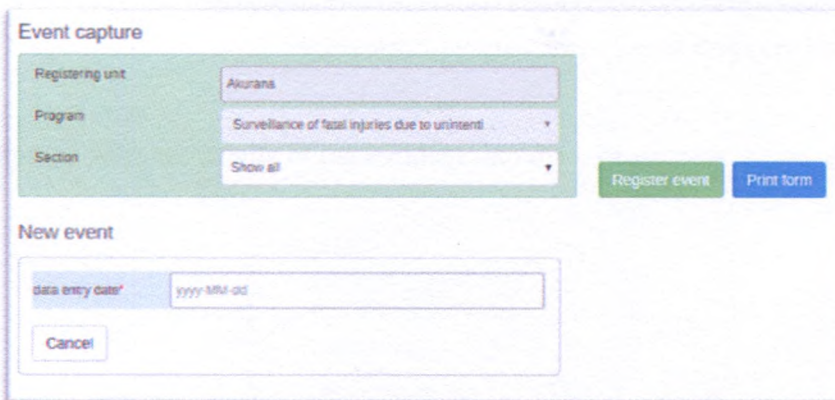 Event capture
Registering unit
Akurana
Program
Surveillance of fatal injuries due to unintenti ...
Section
Show all
Register event
Print form
New event
data entry date*
yyyy-MM-dd
Cancel